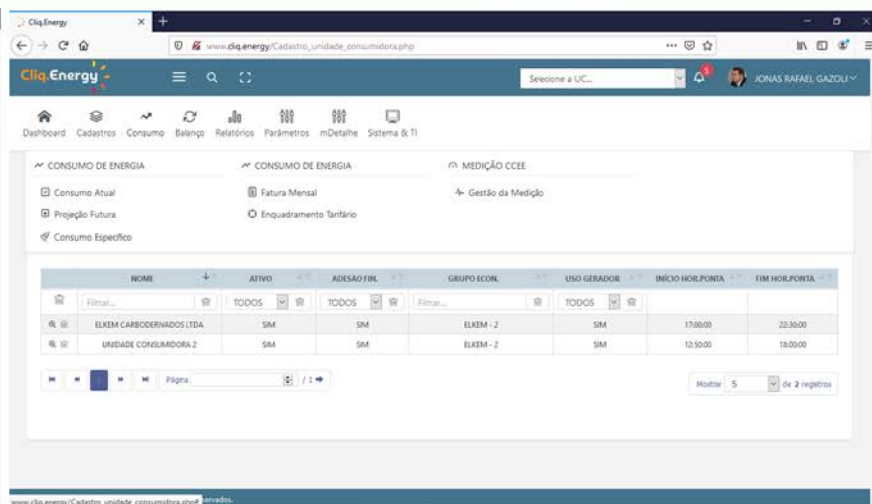 Cliq.Energy
www.cliq.energy/Cadastro_unidade_consumidora.php
Cliq.Energy
Selecione a UC...
JONAS RAFAEL GAZOLI
Dashboard Cadastros Consumo Balanço Relatórios Parâmetros mDetalhe Sistema & TI
CONSUMO DE ENERGIA CONSUMO DE ENERGIA MEDIÇÃO CCEE
Consumo Atual Fatura Mensal Gestão da Medição
Projeção Futura Enquadramento Tarifário
Consumo Específico
NOME ATIVO ADESAO FIN. GRUPO ECON. USO GERADOR INÍCIO HOR.PONTA FIM HOR.PONTA
Filtrar... TODOS TODOS Filtrar... TODOS
ELKEM CARBODERIVADOS LTDA SIM SIM ELKEM - 2 SIM 17:00:00 22:30:00
UNIDADE CONSUMIDORA 2 SIM SIM ELKEM - 2 SIM 12:50:00 18:00:00
Página / 1
Mostrar 5 de 2 registros
www.cliq.energy/Cadastro_unidade_consumidora.php# servados.